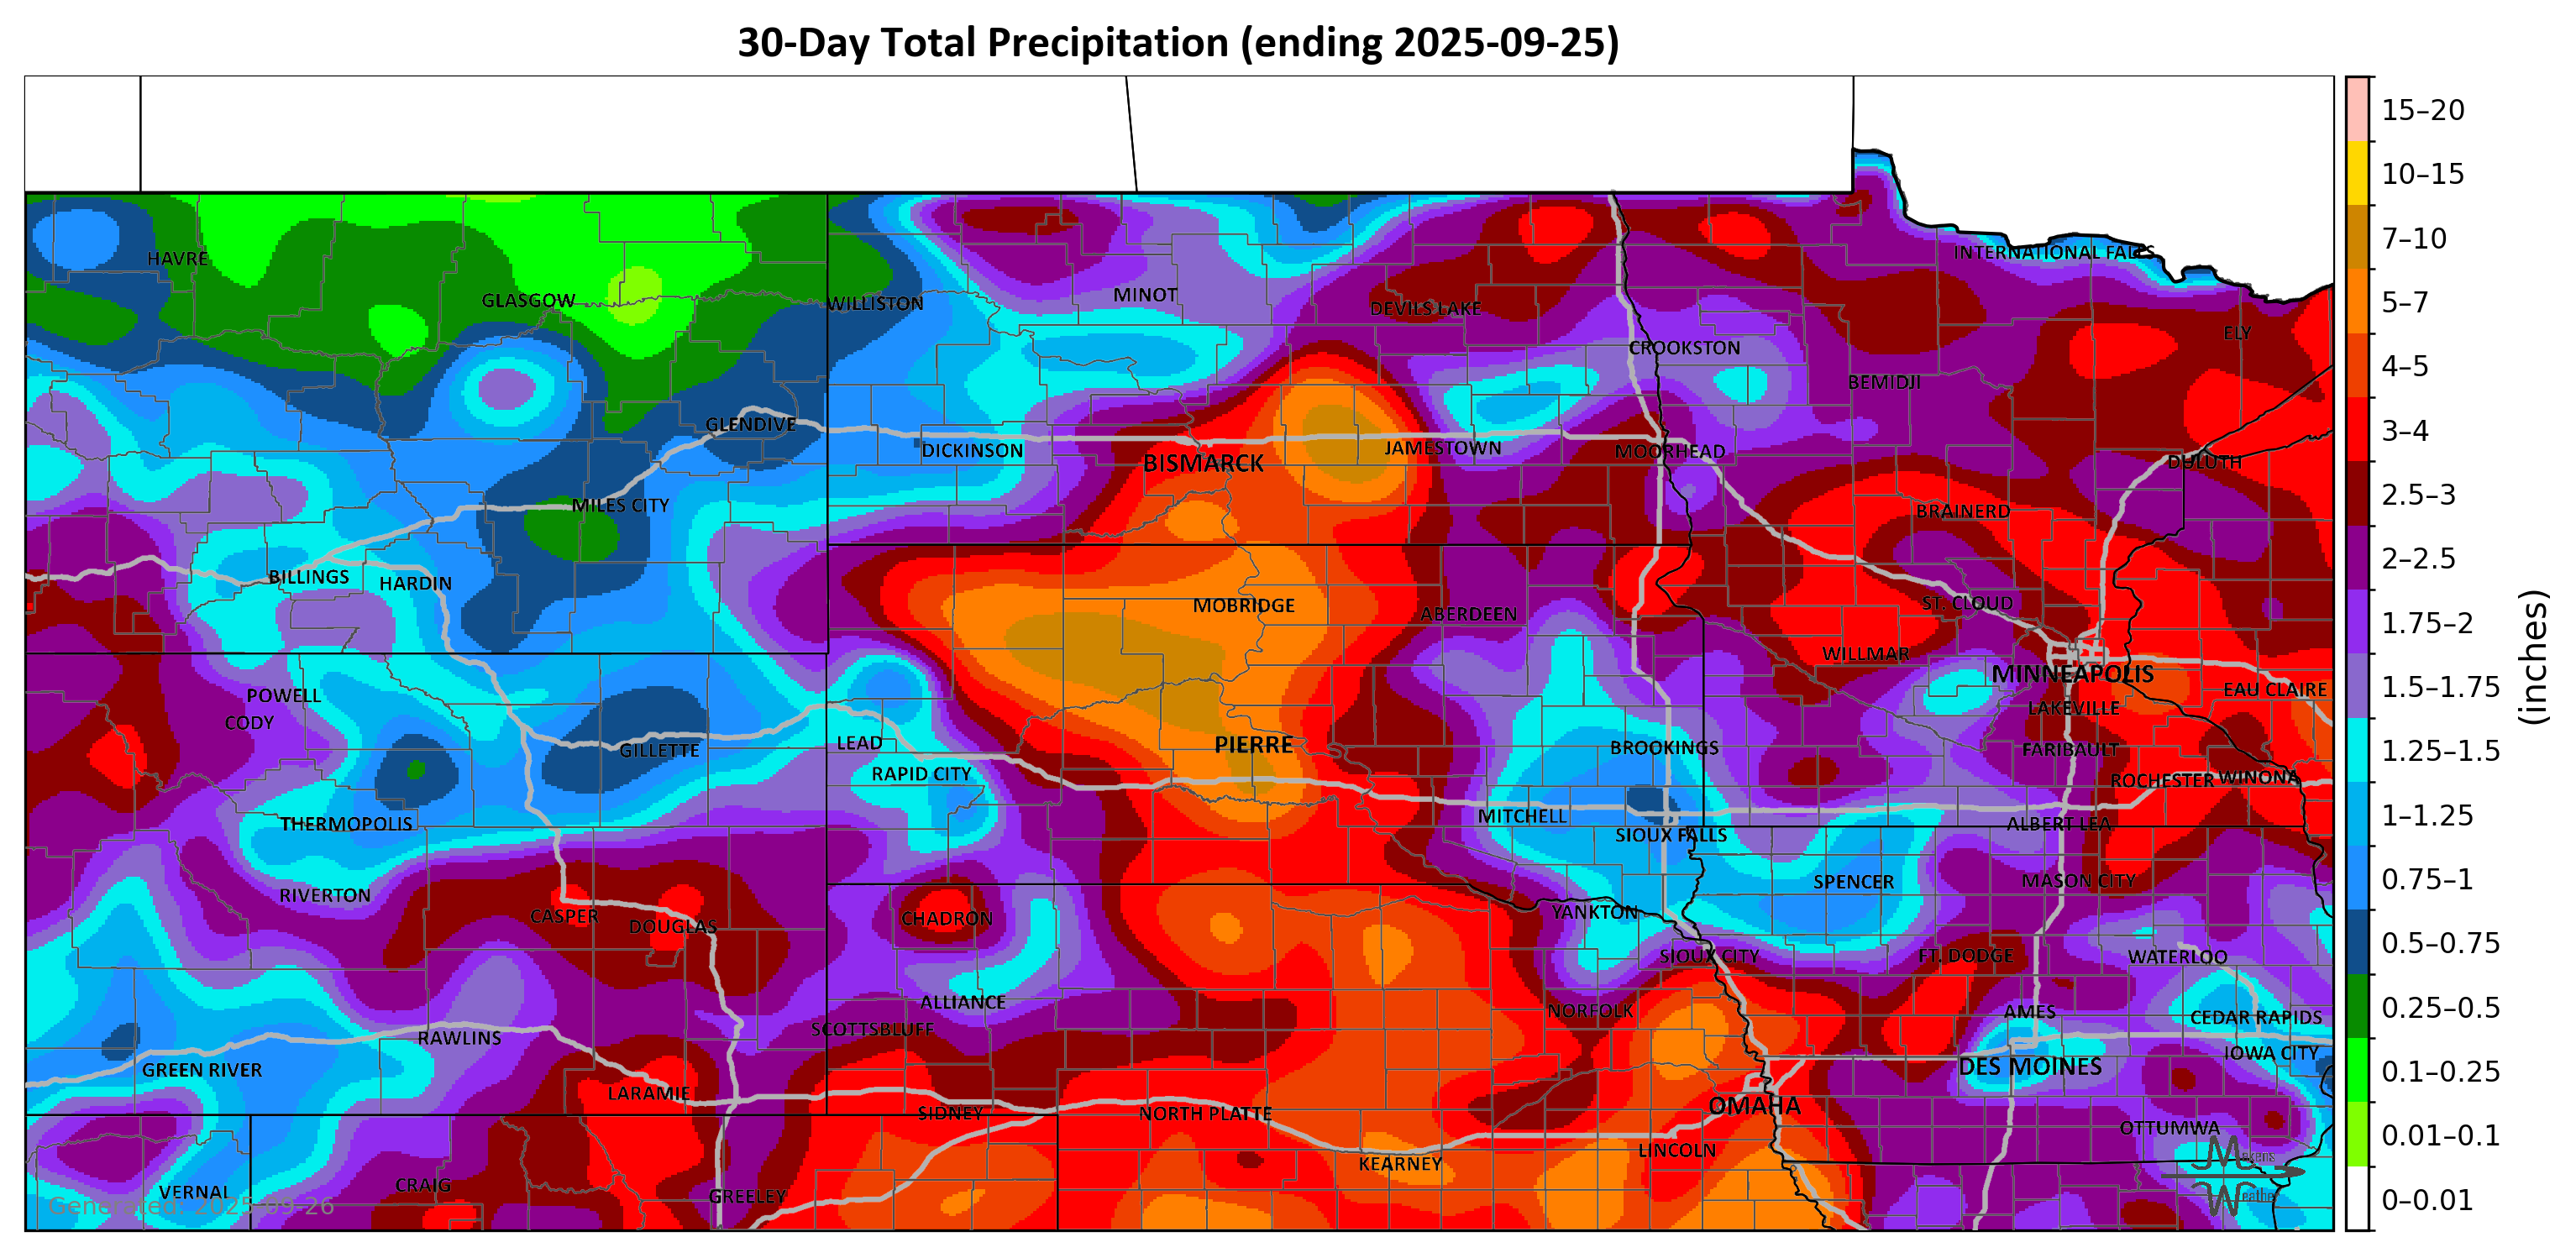 30-Day Total Precipitation (ending 2025-09-25)
15–20
10–15
7–10
5–7
4–5
3–4
2.5–3
2–2.5
1.75–2
1.5–1.75
1.25–1.5
1–1.25
0.75–1
0.5–0.75
0.25–0.5
0.1–0.25
0.01–0.1
0–0.01
(inches)
INTERNATIONAL FALLS
HAVRE
GLASGOW
WILLISTON
MINOT
DEVILS LAKE
ELY
CROOKSTON
BEMIDJI
GLENDIVE
DICKINSON
BISMARCK
JAMESTOWN
MOORHEAD
DULUTH
MILES CITY
BRAINERD
BILLINGS
HARDIN
MOBRIDGE
ABERDEEN
ST. CLOUD
WILLMAR
MINNEAPOLIS
EAU CLAIRE
POWELL
CODY
LAKEVILLE
GILLETTE
LEAD
PIERRE
BROOKINGS
FARIBAULT
RAPID CITY
ROCHESTER
WINONA
THERMOPOLIS
MITCHELL
SIOUX FALLS
ALBERT LEA
RIVERTON
SPENCER
MASON CITY
CASPER
DOUGLAS
CHADRON
YANKTON
SIOUX CITY
FT. DODGE
WATERLOO
ALLIANCE
NORFOLK
AMES
CEDAR RAPIDS
SCOTTSBLUFF
RAWLINS
IOWA CITY
GREEN RIVER
DES MOINES
LARAMIE
SIDNEY
NORTH PLATTE
OMAHA
OTTUMWA
LINCOLN
KEARNEY
VERNAL
CRAIG
GREELEY
Generated: 2025-09-26
Makens
Weather